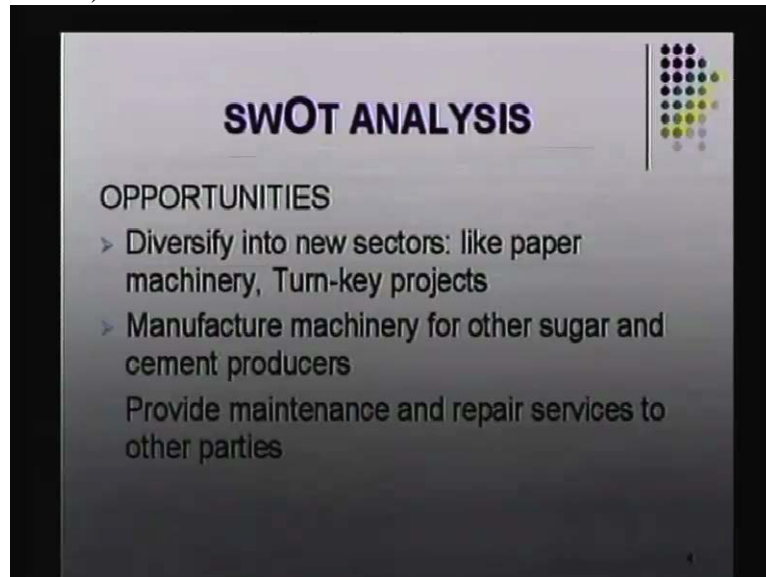 SWOT ANALYSIS
OPPORTUNITIES
Diversify into new sectors: like paper
machinery, Turn-key projects
Manufacture machinery for other sugar and
cement producers
Provide maintenance and repair services to
other parties
4